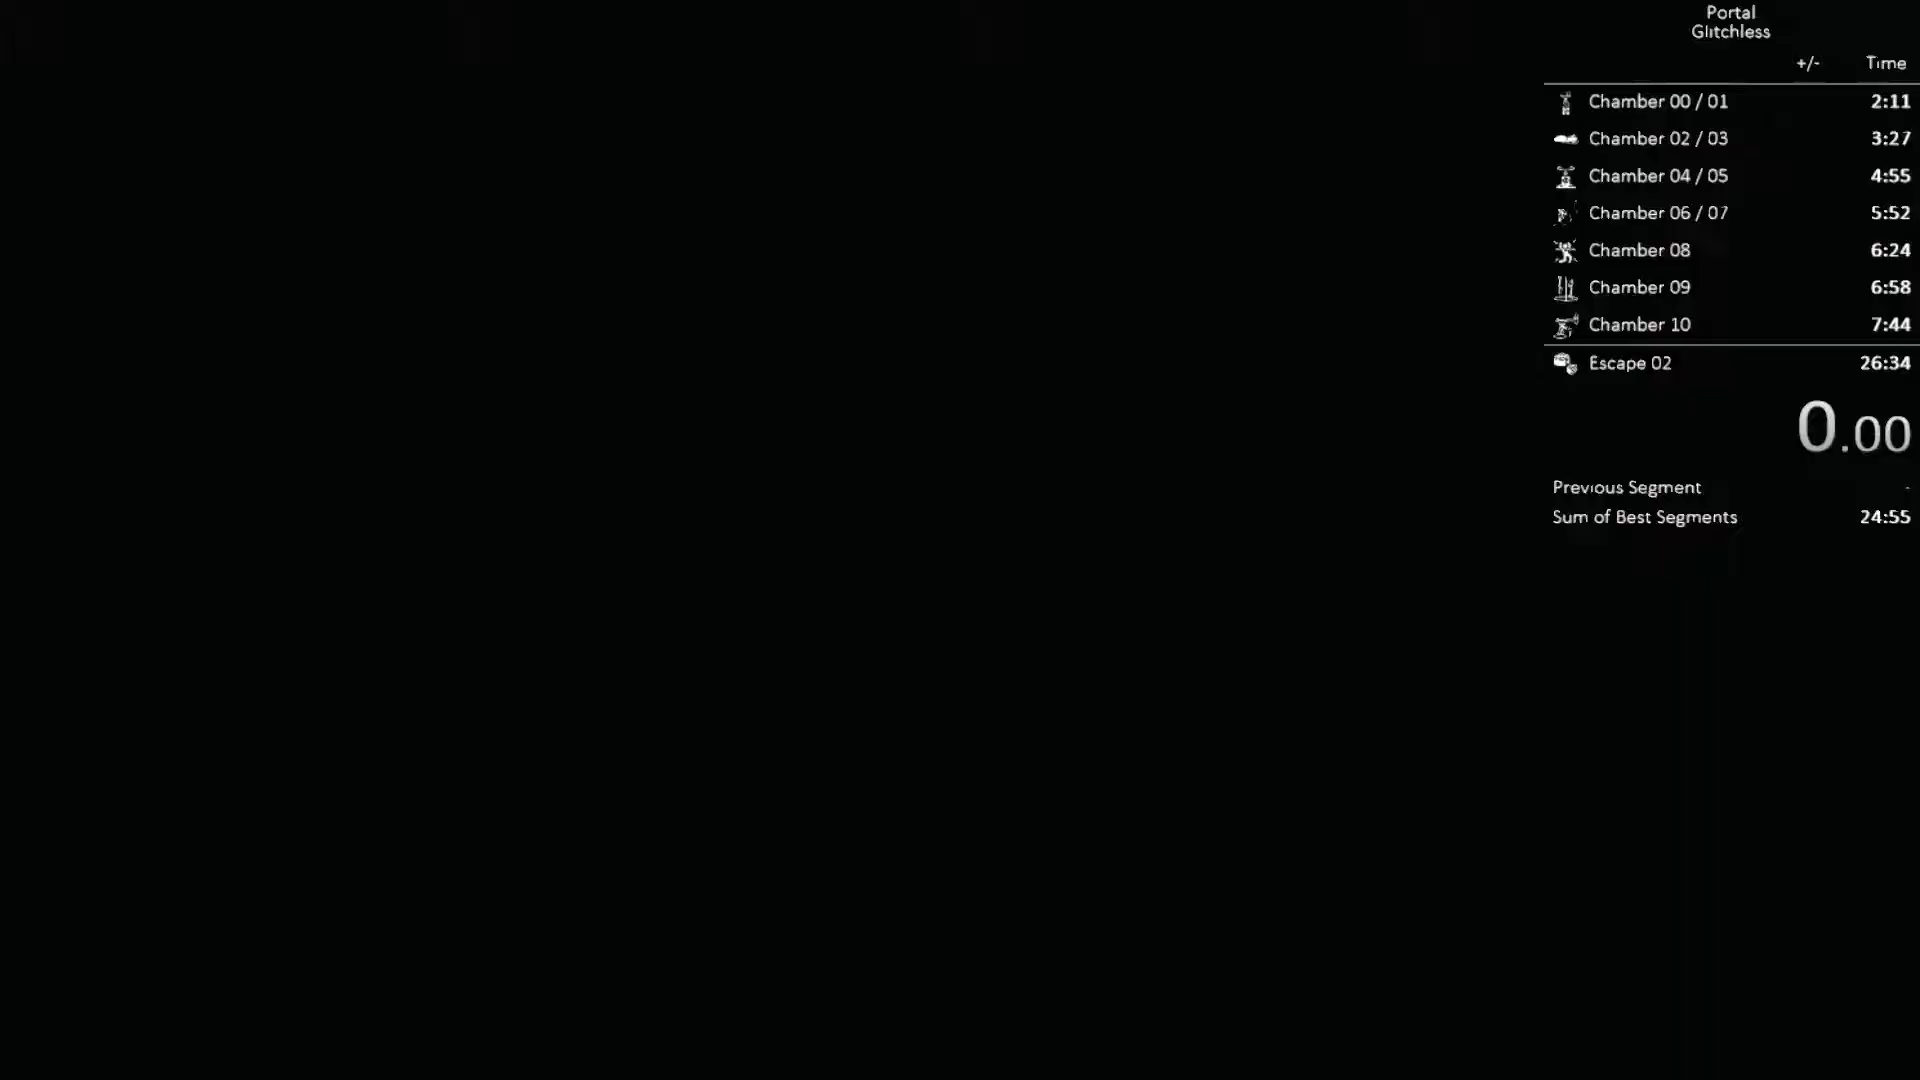 Portal
Glitchless
+/- Time
Chamber 00 / 01 2:11
Chamber 02 / 03 3:27
Chamber 04 / 05 4:55
Chamber 06 / 07 5:52
Chamber 08 6:24
Chamber 09 6:58
Chamber 10 7:44
Escape 02 26:34
0.00
Previous Segment -
Sum of Best Segments 24:55